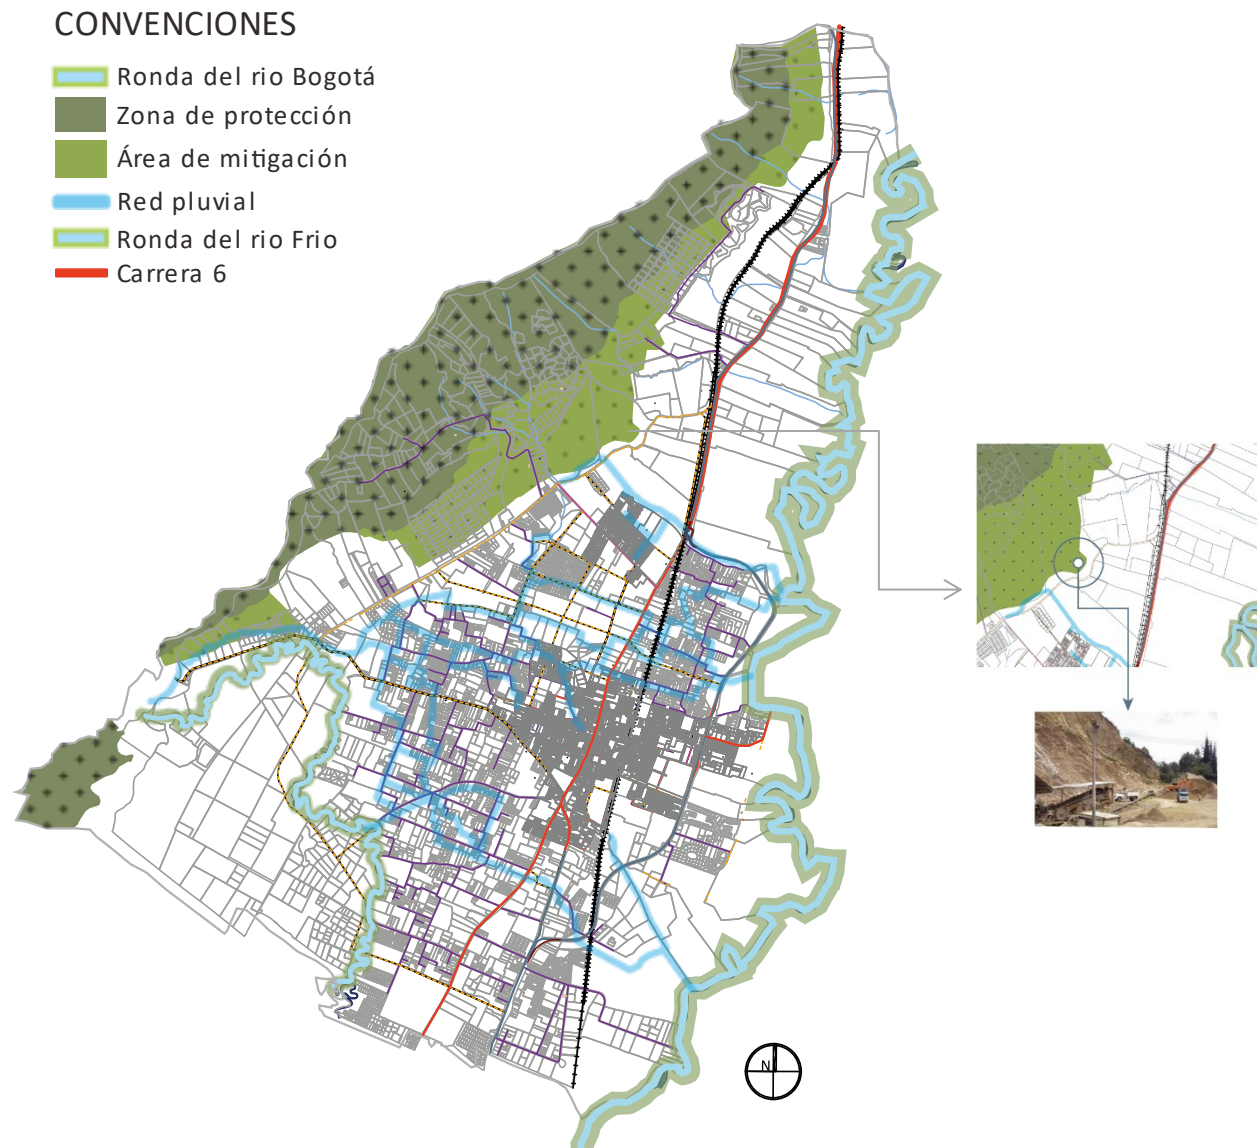 CONVENCIONES
Ronda del rio Bogotá
Zona de protección
Área de mitigación
Red pluvial
Ronda del rio Frio
Carrera 6
N